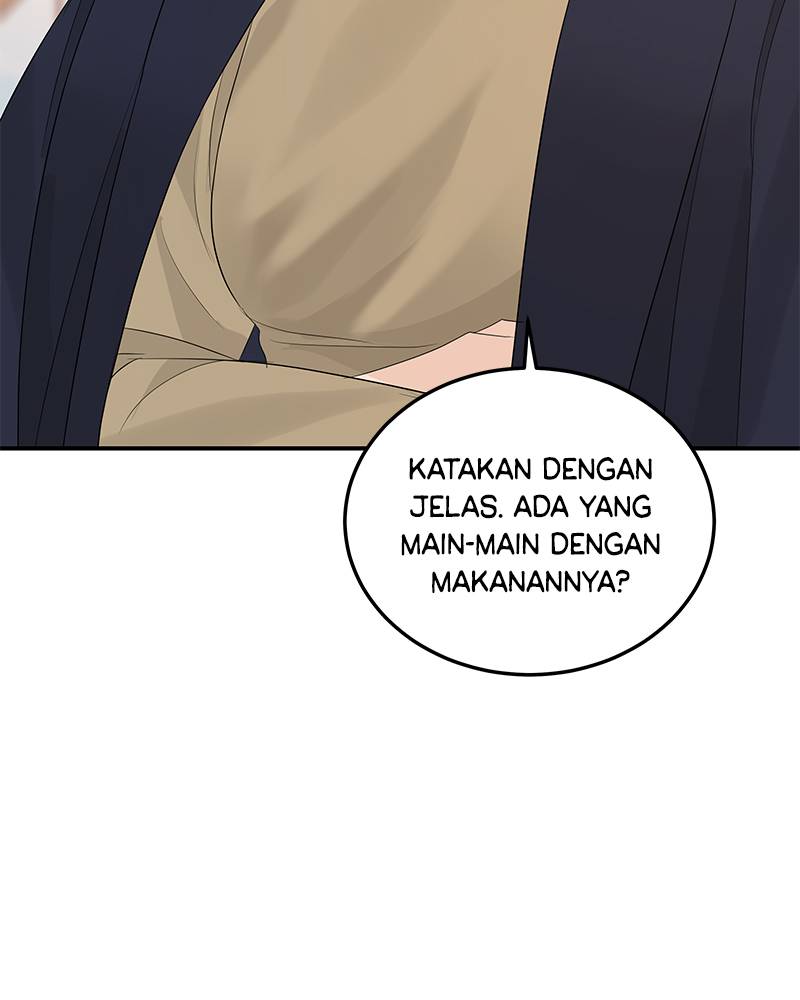 KATAKAN DENGAN
JELAS. ADA YANG
MAIN-MAIN DENGAN
MAKANANNYA?